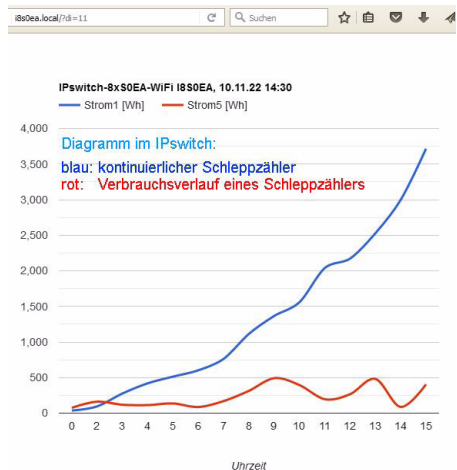 i8s0ea.local/?di=11
Suchen
IPswitch-8xS0EA-WiFi I8S0EA, 10.11.22 14:30
Strom1 [Wh] Strom5 [Wh]
4,000
Diagramm im IPswitch:
3,500
blau: kontinuierlicher Schleppzähler
rot: Verbrauchsverlauf eines Schleppzählers
3,000
2,500
2,000
1,500
1,000
500
0
0 2 3 4 5 6 7 8 9 10 11 12 13 14 15
Uhrzeit